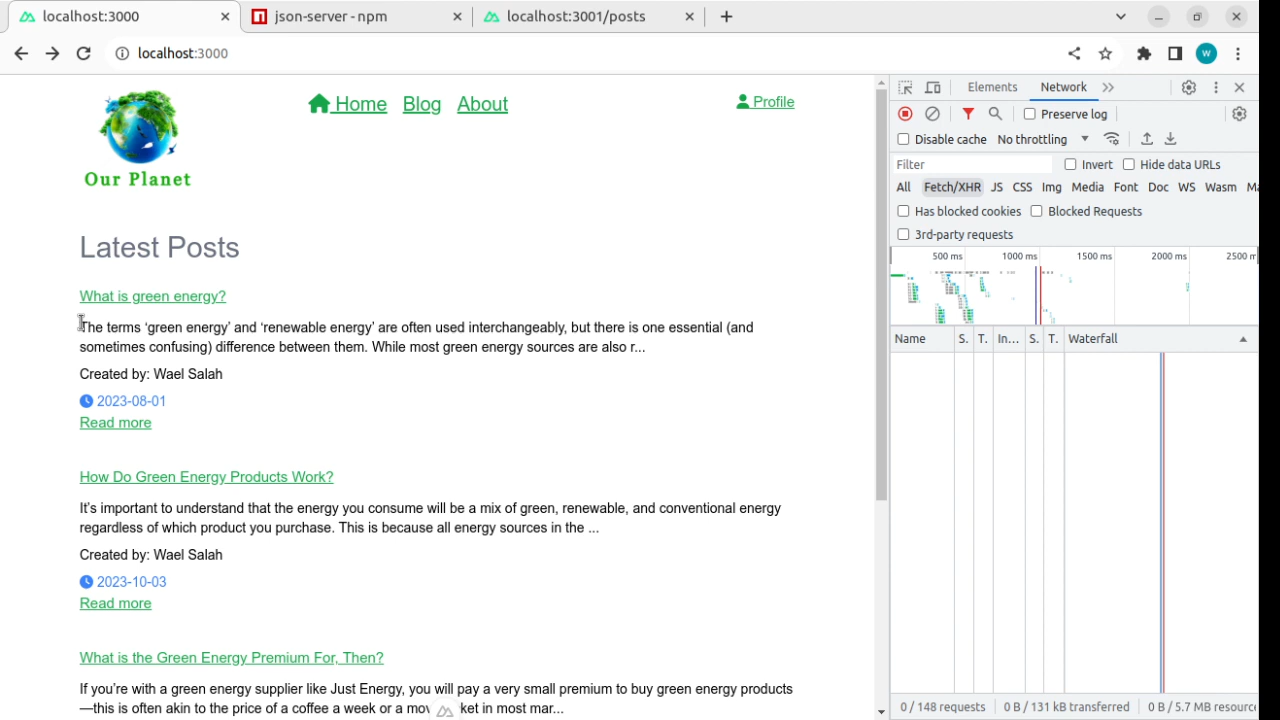 localhost:3000
json-server - npm
localhost:3001/posts
localhost:3000
W
Our Planet
Home
Blog
About
Profile
Latest Posts
What is green energy?
The terms ‘green energy’ and ‘renewable energy’ are often used interchangeably, but there is one essential (and
sometimes confusing) difference between them. While most green energy sources are also r...
Created by: Wael Salah
2023-08-01
Read more
How Do Green Energy Products Work?
It’s important to understand that the energy you consume will be a mix of green, renewable, and conventional energy
regardless of which product you purchase. This is because all energy sources in the ...
Created by: Wael Salah
2023-10-03
Read more
What is the Green Energy Premium For, Then?
If you’re with a green energy supplier like Just Energy, you will pay a very small premium to buy green energy products
—this is often akin to the price of a coffee a week or a mov ket in most mar...
Elements
Network
Preserve log
Disable cache
No throttling
Filter
Invert
Hide data URLs
All Fetch/XHR JS CSS Img Media Font Doc WS Wasm Ma
Has blocked cookies
Blocked Requests
3rd-party requests
500 ms 1000 ms 1500 ms 2000 ms 2500 m
Name S. T. In... S. T. Waterfall
0 / 148 requests 0 B / 131 kB transferred 0 B / 5.7 MB resourc